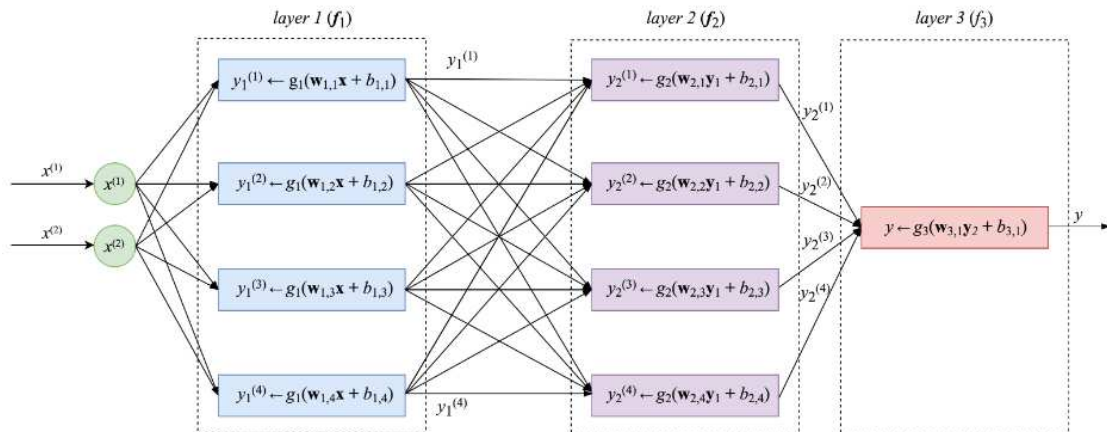 layer 1 (f₁)
layer 2 (f₂)
layer 3 (f₃)
y₁⁽¹⁾ ← g₁(w₁,₁x + b₁,₁)
y₁⁽¹⁾
y₂⁽¹⁾ ← g₂(w₂,₁y₁ + b₂,₁)
y₂⁽¹⁾
x⁽¹⁾
x⁽¹⁾
y₁⁽²⁾ ← g₁(w₁,₂x + b₁,₂)
y₂⁽²⁾ ← g₂(w₂,₂y₁ + b₂,₂)
y₂⁽²⁾
y ← g₃(w₃,₁y₂ + b₃,₁)
y
x⁽²⁾
x⁽²⁾
y₂⁽³⁾
y₁⁽³⁾ ← g₁(w₁,₃x + b₁,₃)
y₂⁽³⁾ ← g₂(w₂,₃y₁ + b₂,₃)
y₂⁽⁴⁾
y₁⁽⁴⁾ ← g₁(w₁,₄x + b₁,₄)
y₁⁽⁴⁾
y₂⁽⁴⁾ ← g₂(w₂,₄y₁ + b₂,₄)